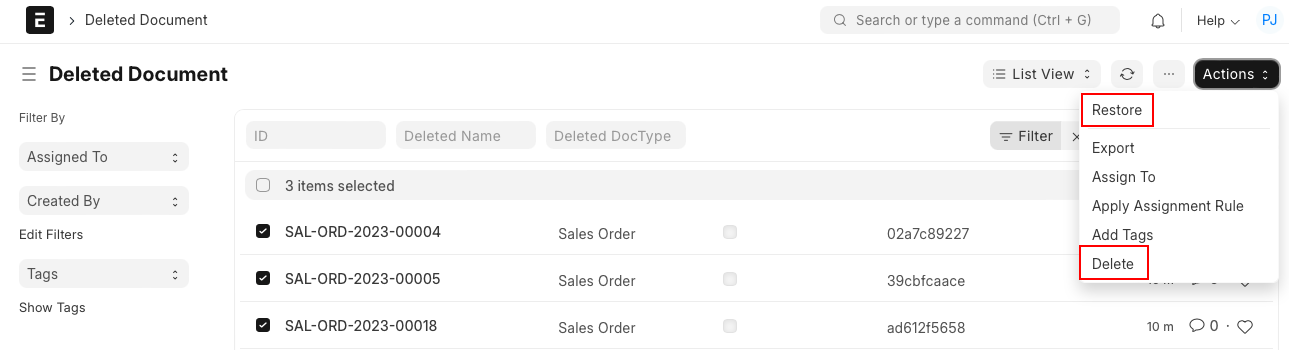 E > Deleted Document
Search or type a command (Ctrl + G)
Help
PJ
Deleted Document
List View
Actions
Filter By
Assigned To
Created By
Edit Filters
Tags
Show Tags
ID
Deleted Name
Deleted DocType
Filter
3 items selected
SAL-ORD-2023-00004 Sales Order 02a7c89227
SAL-ORD-2023-00005 Sales Order 39cbfcaace
SAL-ORD-2023-00018 Sales Order ad612f5658 10 m 0 ·
Restore
Export
Assign To
Apply Assignment Rule
Add Tags
Delete